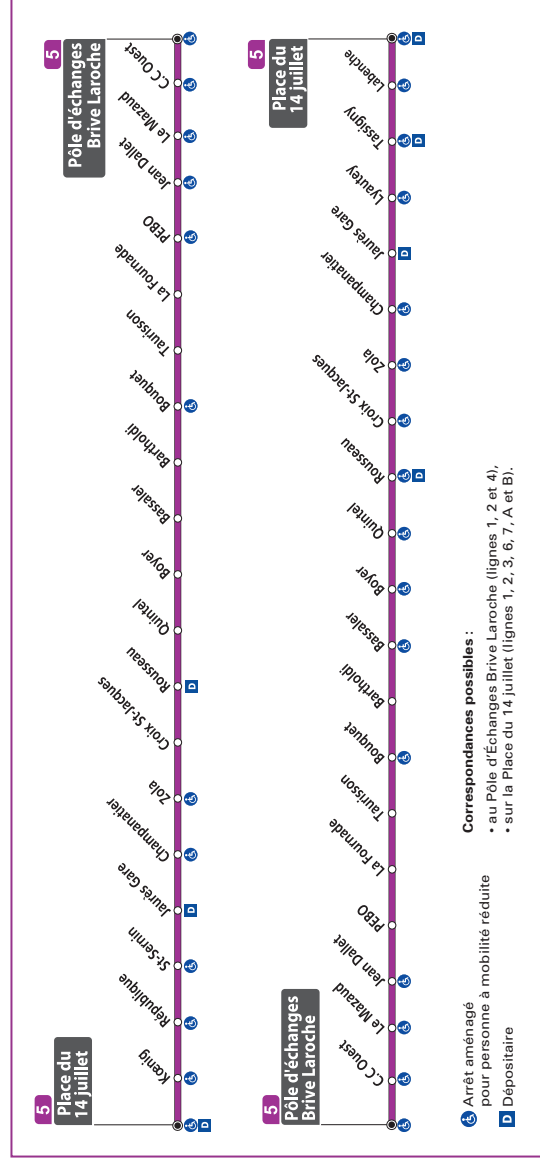 5
Place du
14 juillet
Kœnig
République
St-Sernin
Jaurès Gare
D
Champanatier
Zola
Croix St-Jacques
Rousseau
D
Quintel
Boyer
Bassaler
Bartholdi
Bouquet
Taurisson
La Fournade
PEBO
Jean Dallet
Le Mazaud
C.C Ouest
5
Pôle d'échanges
Brive Laroche
D
5
Pôle d'échanges
Brive Laroche
C.C Ouest
Le Mazaud
Jean Dallet
PEBO
La Fournade
Taurisson
Bouquet
Bartholdi
Bassaler
Boyer
Quintel
Rousseau
D
Croix St-Jacques
Zola
Champanatier
Jaurès Gare
D
Lyautey
Tassigny
D
Labenche
5
Place du
14 juillet
D
Arrêt aménagé
pour personne à mobilité réduite
D Dépositaire
Correspondances possibles :
• au Pôle d'Échanges Brive Laroche (lignes 1, 2 et 4),
• sur la Place du 14 juillet (lignes 1, 2, 3, 6, 7, A et B).